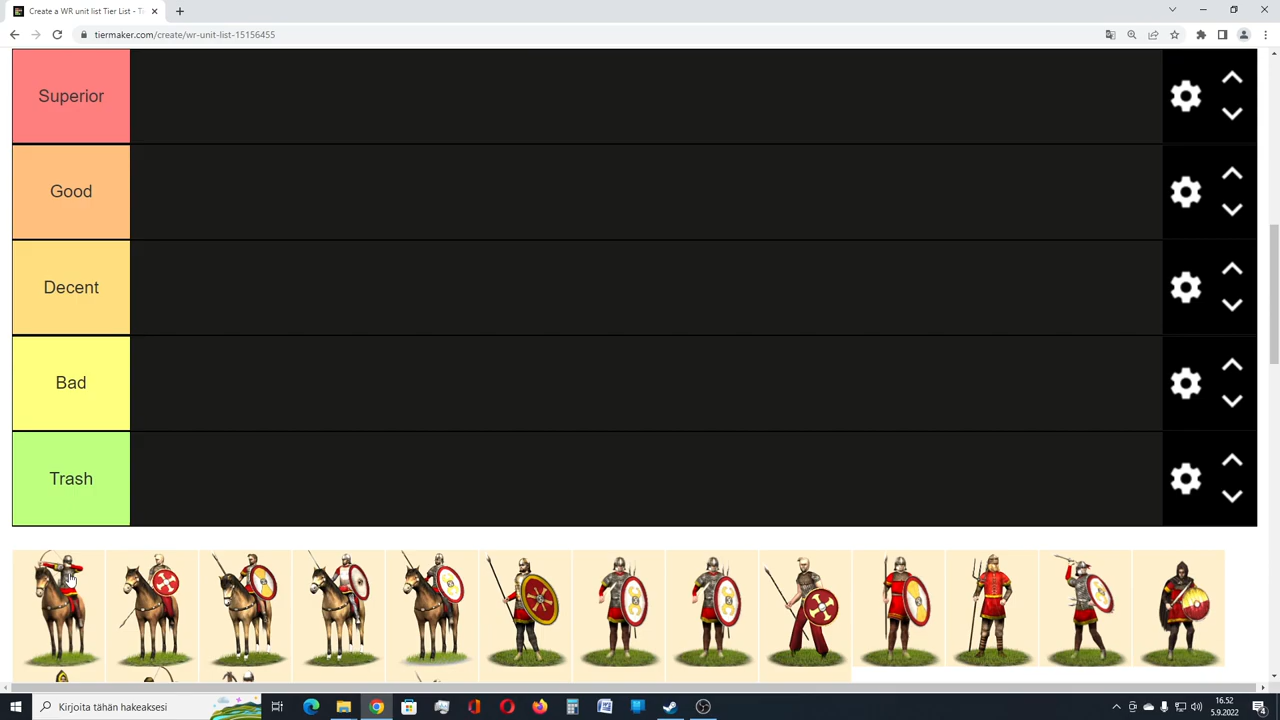 Create a WR unit list Tier List - Ti
tiermaker.com/create/wr-unit-list-15156455
Superior
Good
Decent
Bad
Trash
Kirjoita tähän hakeaksesi
16.52
5.9.2022
4